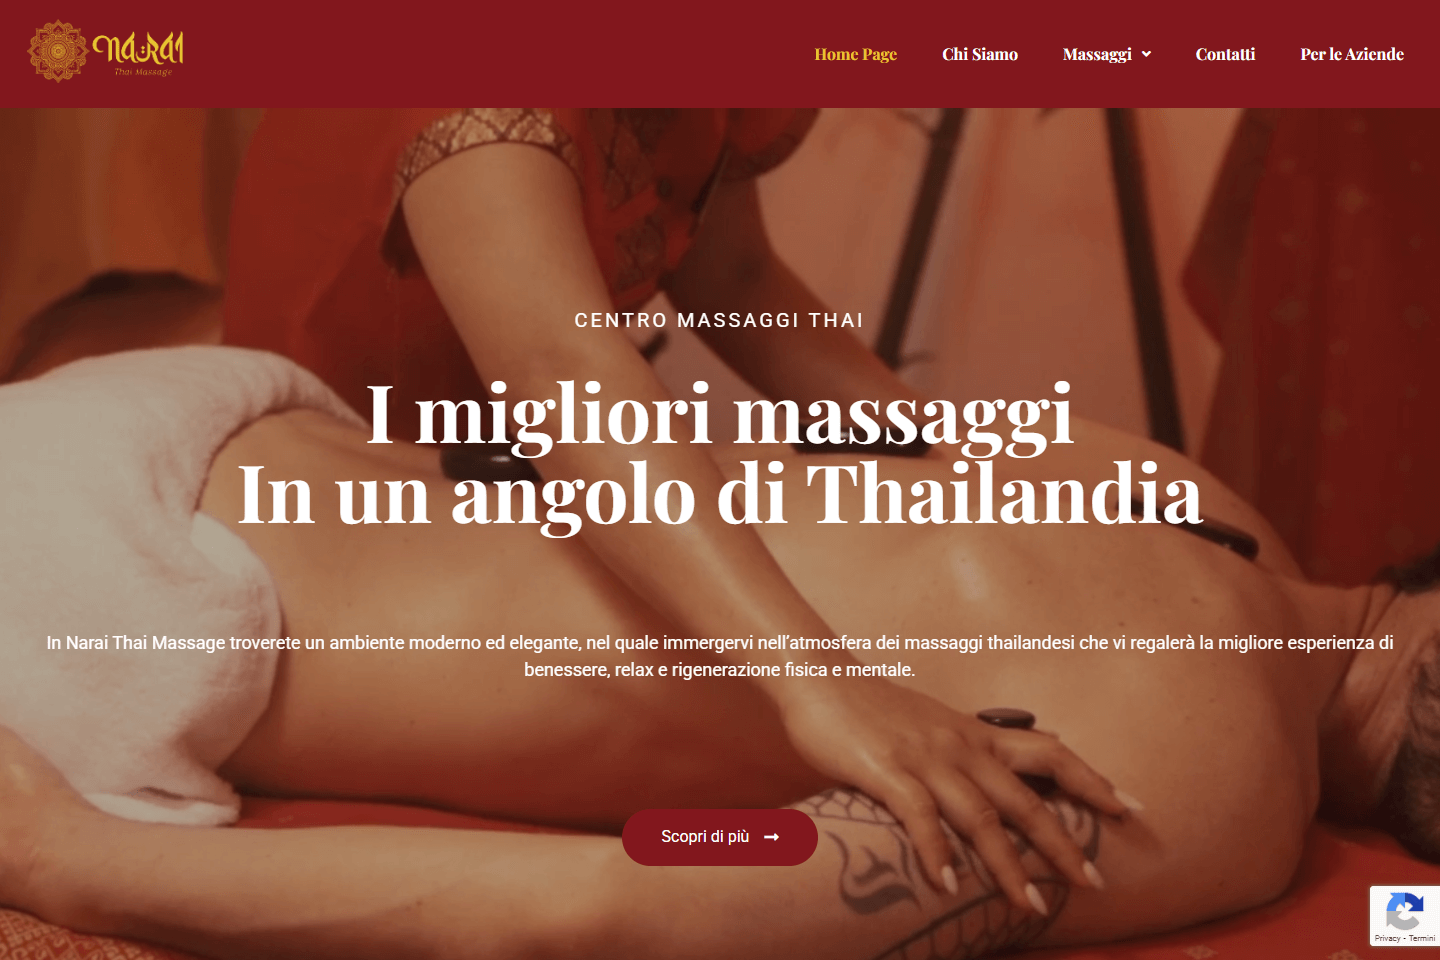 Narai
Thai Massage
Home Page
Chi Siamo
Massaggi
Contatti
Per le Aziende
CENTRO MASSAGGI THAI
I migliori massaggi
In un angolo di Thailandia
In Narai Thai Massage troverete un ambiente moderno ed elegante, nel quale immergervi nell’atmosfera dei massaggi thailandesi che vi regalerà la migliore esperienza di
benessere, relax e rigenerazione fisica e mentale.
Scopri di più
Privacy - Termini